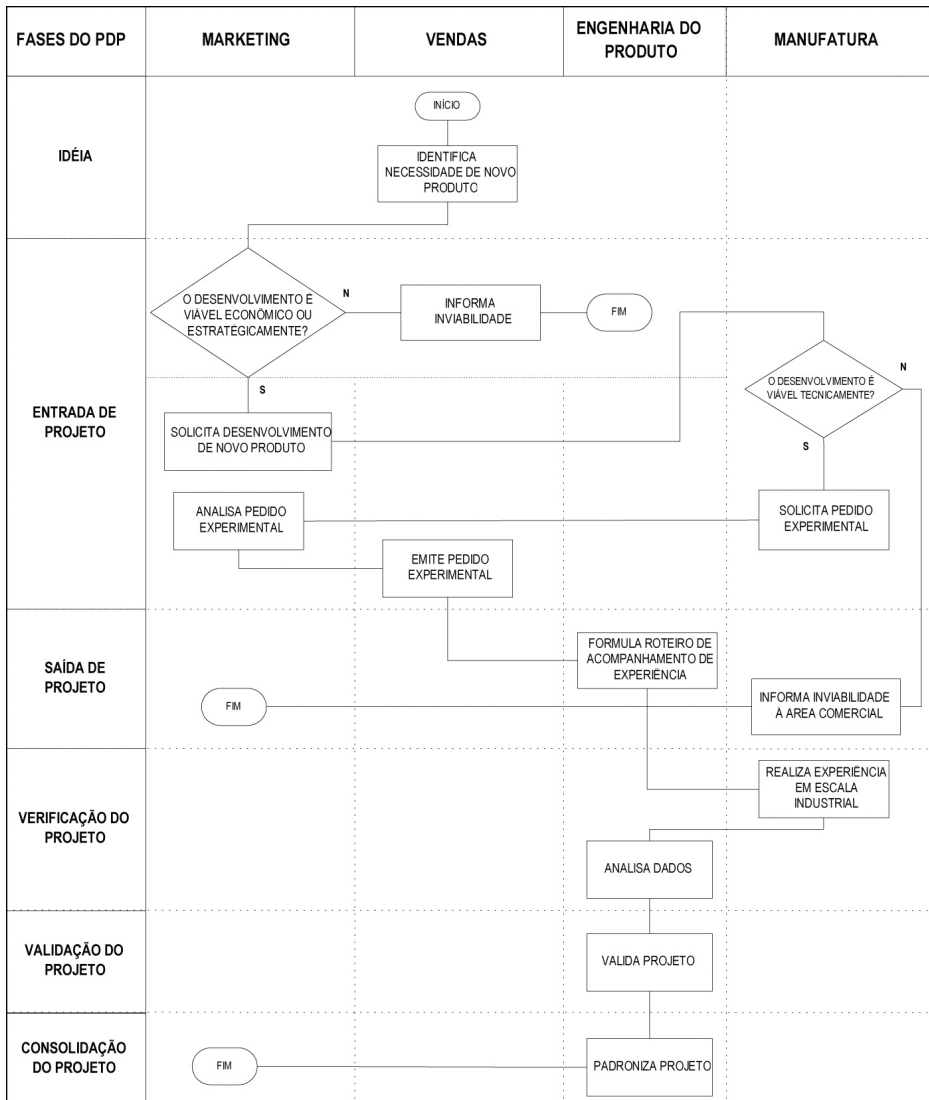 FASES DO PDP
MARKETING
VENDAS
ENGENHARIA DO
PRODUTO
MANUFATURA
IDÉIA
INÍCIO
IDENTIFICA
NECESSIDADE DE NOVO
PRODUTO
ENTRADA DE
PROJETO
O DESENVOLVIMENTO É
VIÁVEL ECONÔMICO OU
ESTRATÉGICAMENTE?
N
INFORMA
INVIABILIDADE
FIM
S
SOLICITA DESENVOLVIMENTO
DE NOVO PRODUTO
O DESENVOLVIMENTO É
VIÁVEL TECNICAMENTE?
N
S
ANALISA PEDIDO
EXPERIMENTAL
SOLICITA PEDIDO
EXPERIMENTAL
EMITE PEDIDO
EXPERIMENTAL
SAÍDA DE
PROJETO
FORMULA ROTEIRO DE
ACOMPANHAMENTO DE
EXPERIÊNCIA
FIM
INFORMA INVIABILIDADE
À AREA COMERCIAL
VERIFICAÇÃO DO
PROJETO
REALIZA EXPERIÊNCIA
EM ESCALA
INDUSTRIAL
ANALISA DADOS
VALIDAÇÃO DO
PROJETO
VALIDA PROJETO
CONSOLIDAÇÃO
DO PROJETO
FIM
PADRONIZA PROJETO